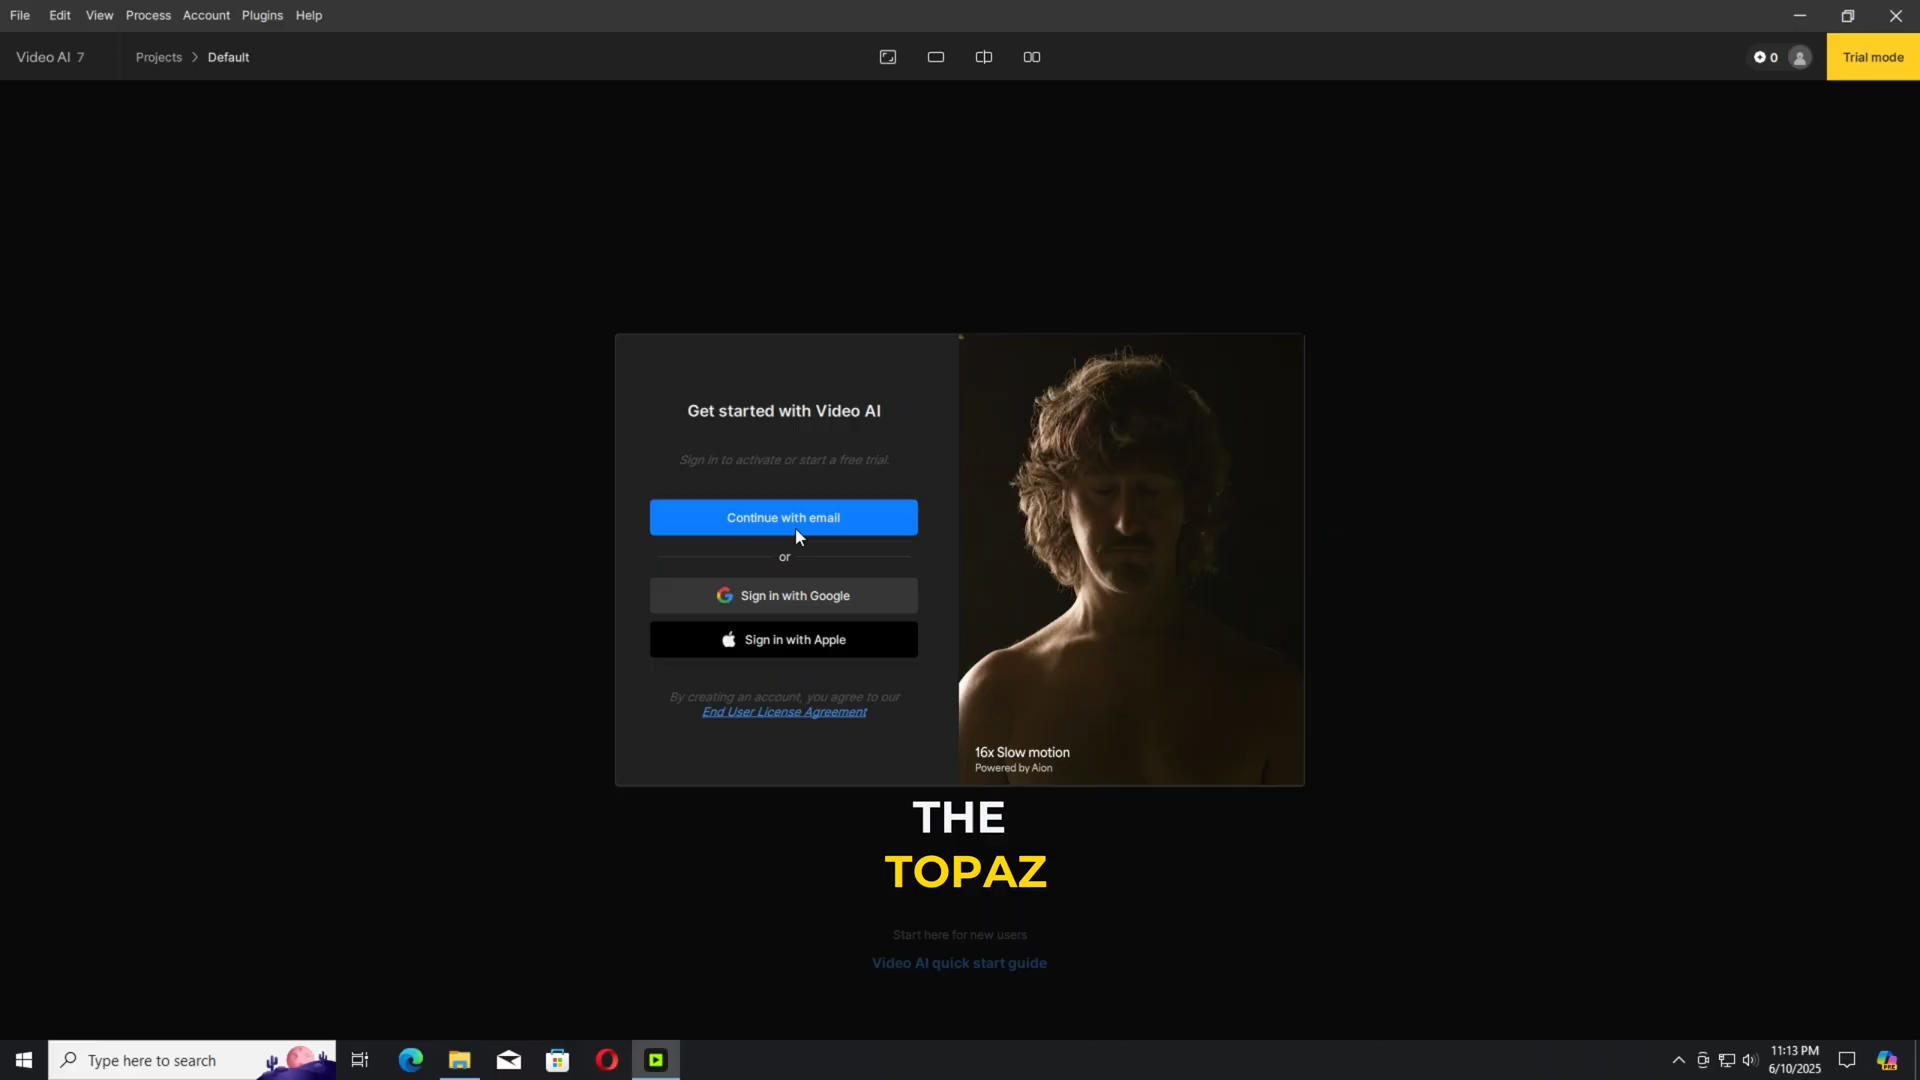 File Edit View Process Account Plugins Help
Video AI 7
Projects > Default
0
Trial mode
Get started with Video AI
Sign in to activate or start a free trial.
Continue with email
or
Sign in with Google
Sign in with Apple
By creating an account, you agree to our
End User License Agreement
16x Slow motion
Powered by Aion
THE
TOPAZ
Start here for new users
Video AI quick start guide
Type here to search
11:13 PM
6/10/2025
PRE